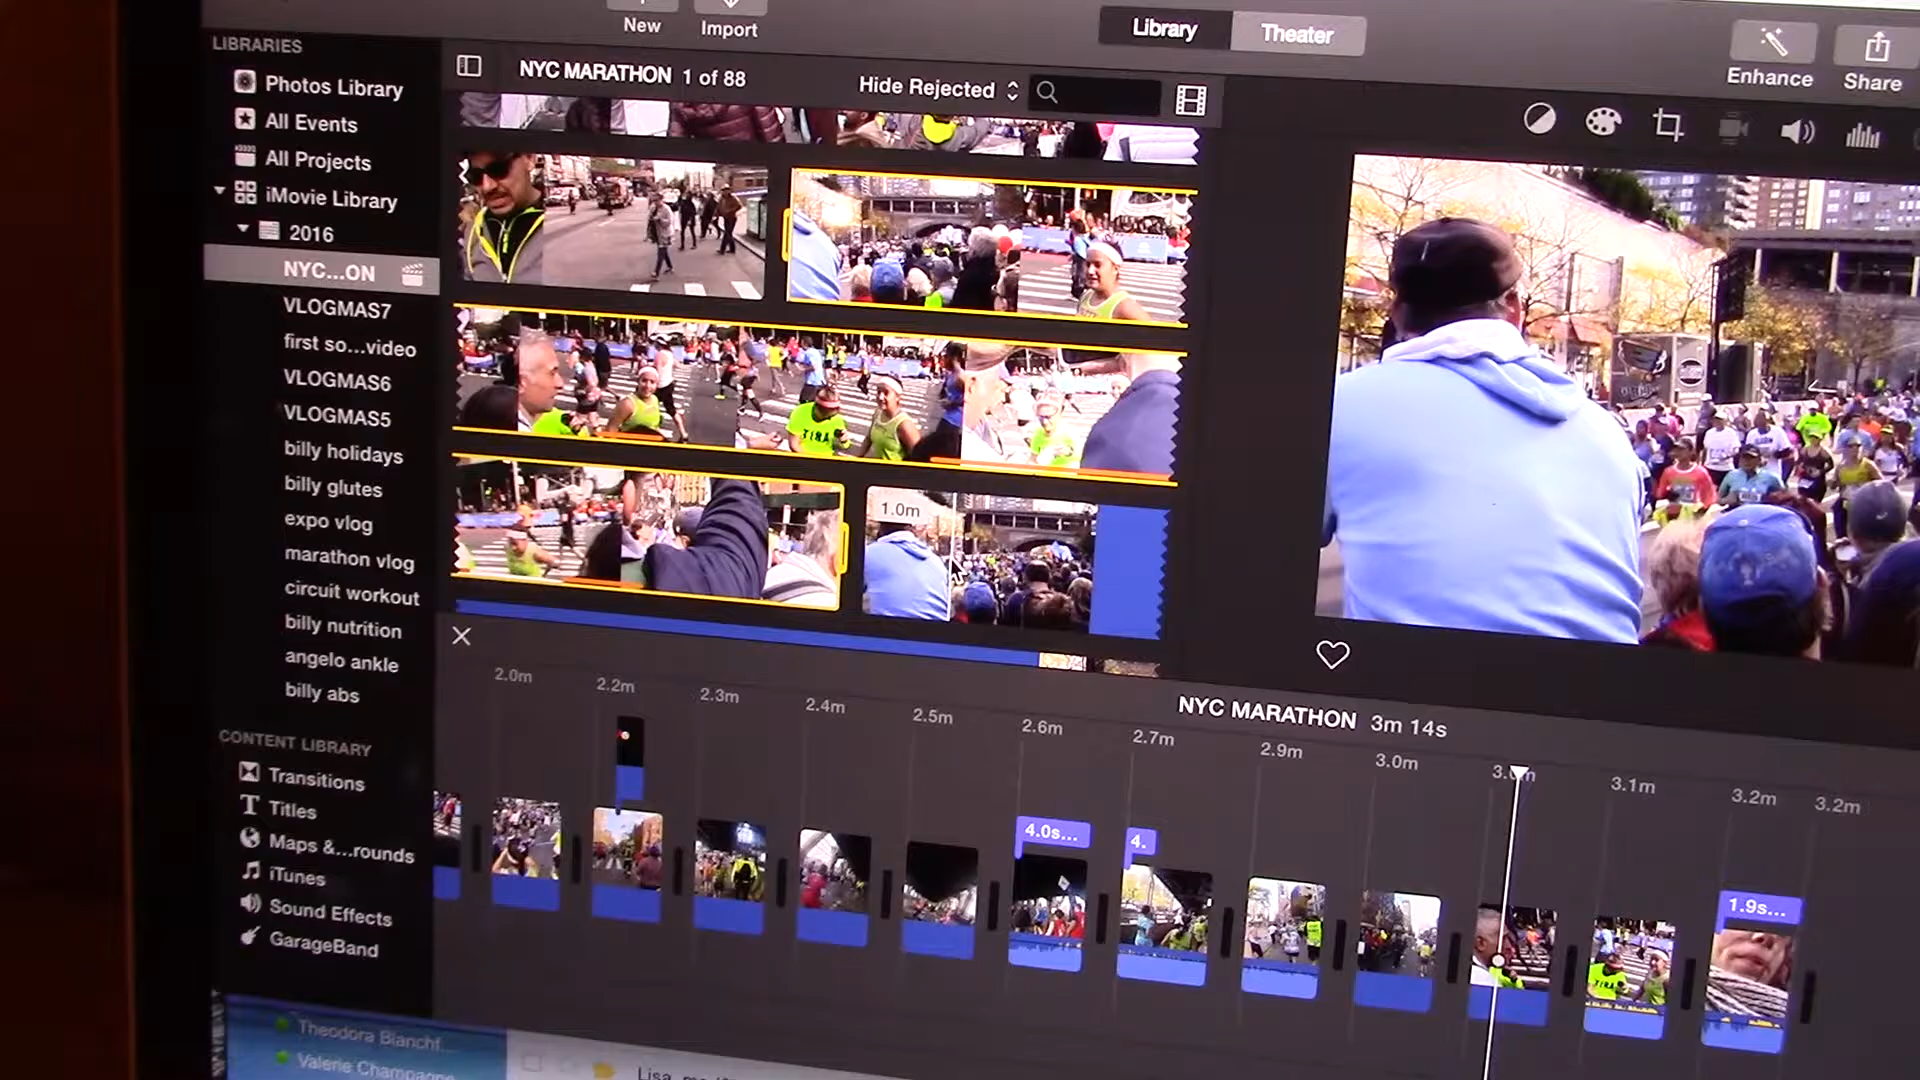 New
Import
Library
Theater
Enhance
Share
LIBRARIES
Photos Library
All Events
All Projects
iMovie Library
2016
NYC...ON
VLOGMAS7
first so...video
VLOGMAS6
VLOGMAS5
billy holidays
billy glutes
expo vlog
marathon vlog
circuit workout
billy nutrition
angelo ankle
billy abs
CONTENT LIBRARY
Transitions
Titles
Maps &...rounds
iTunes
Sound Effects
GarageBand
NYC MARATHON 1 of 88
Hide Rejected
TINA
1.0m
NYC MARATHON 3m 14s
2.0m
2.2m
2.3m
2.4m
2.5m
2.6m
2.7m
2.9m
3.0m
3.1m
3.2m
3.2m
4.0s...
4.
1.9s...
Valerie Champagne